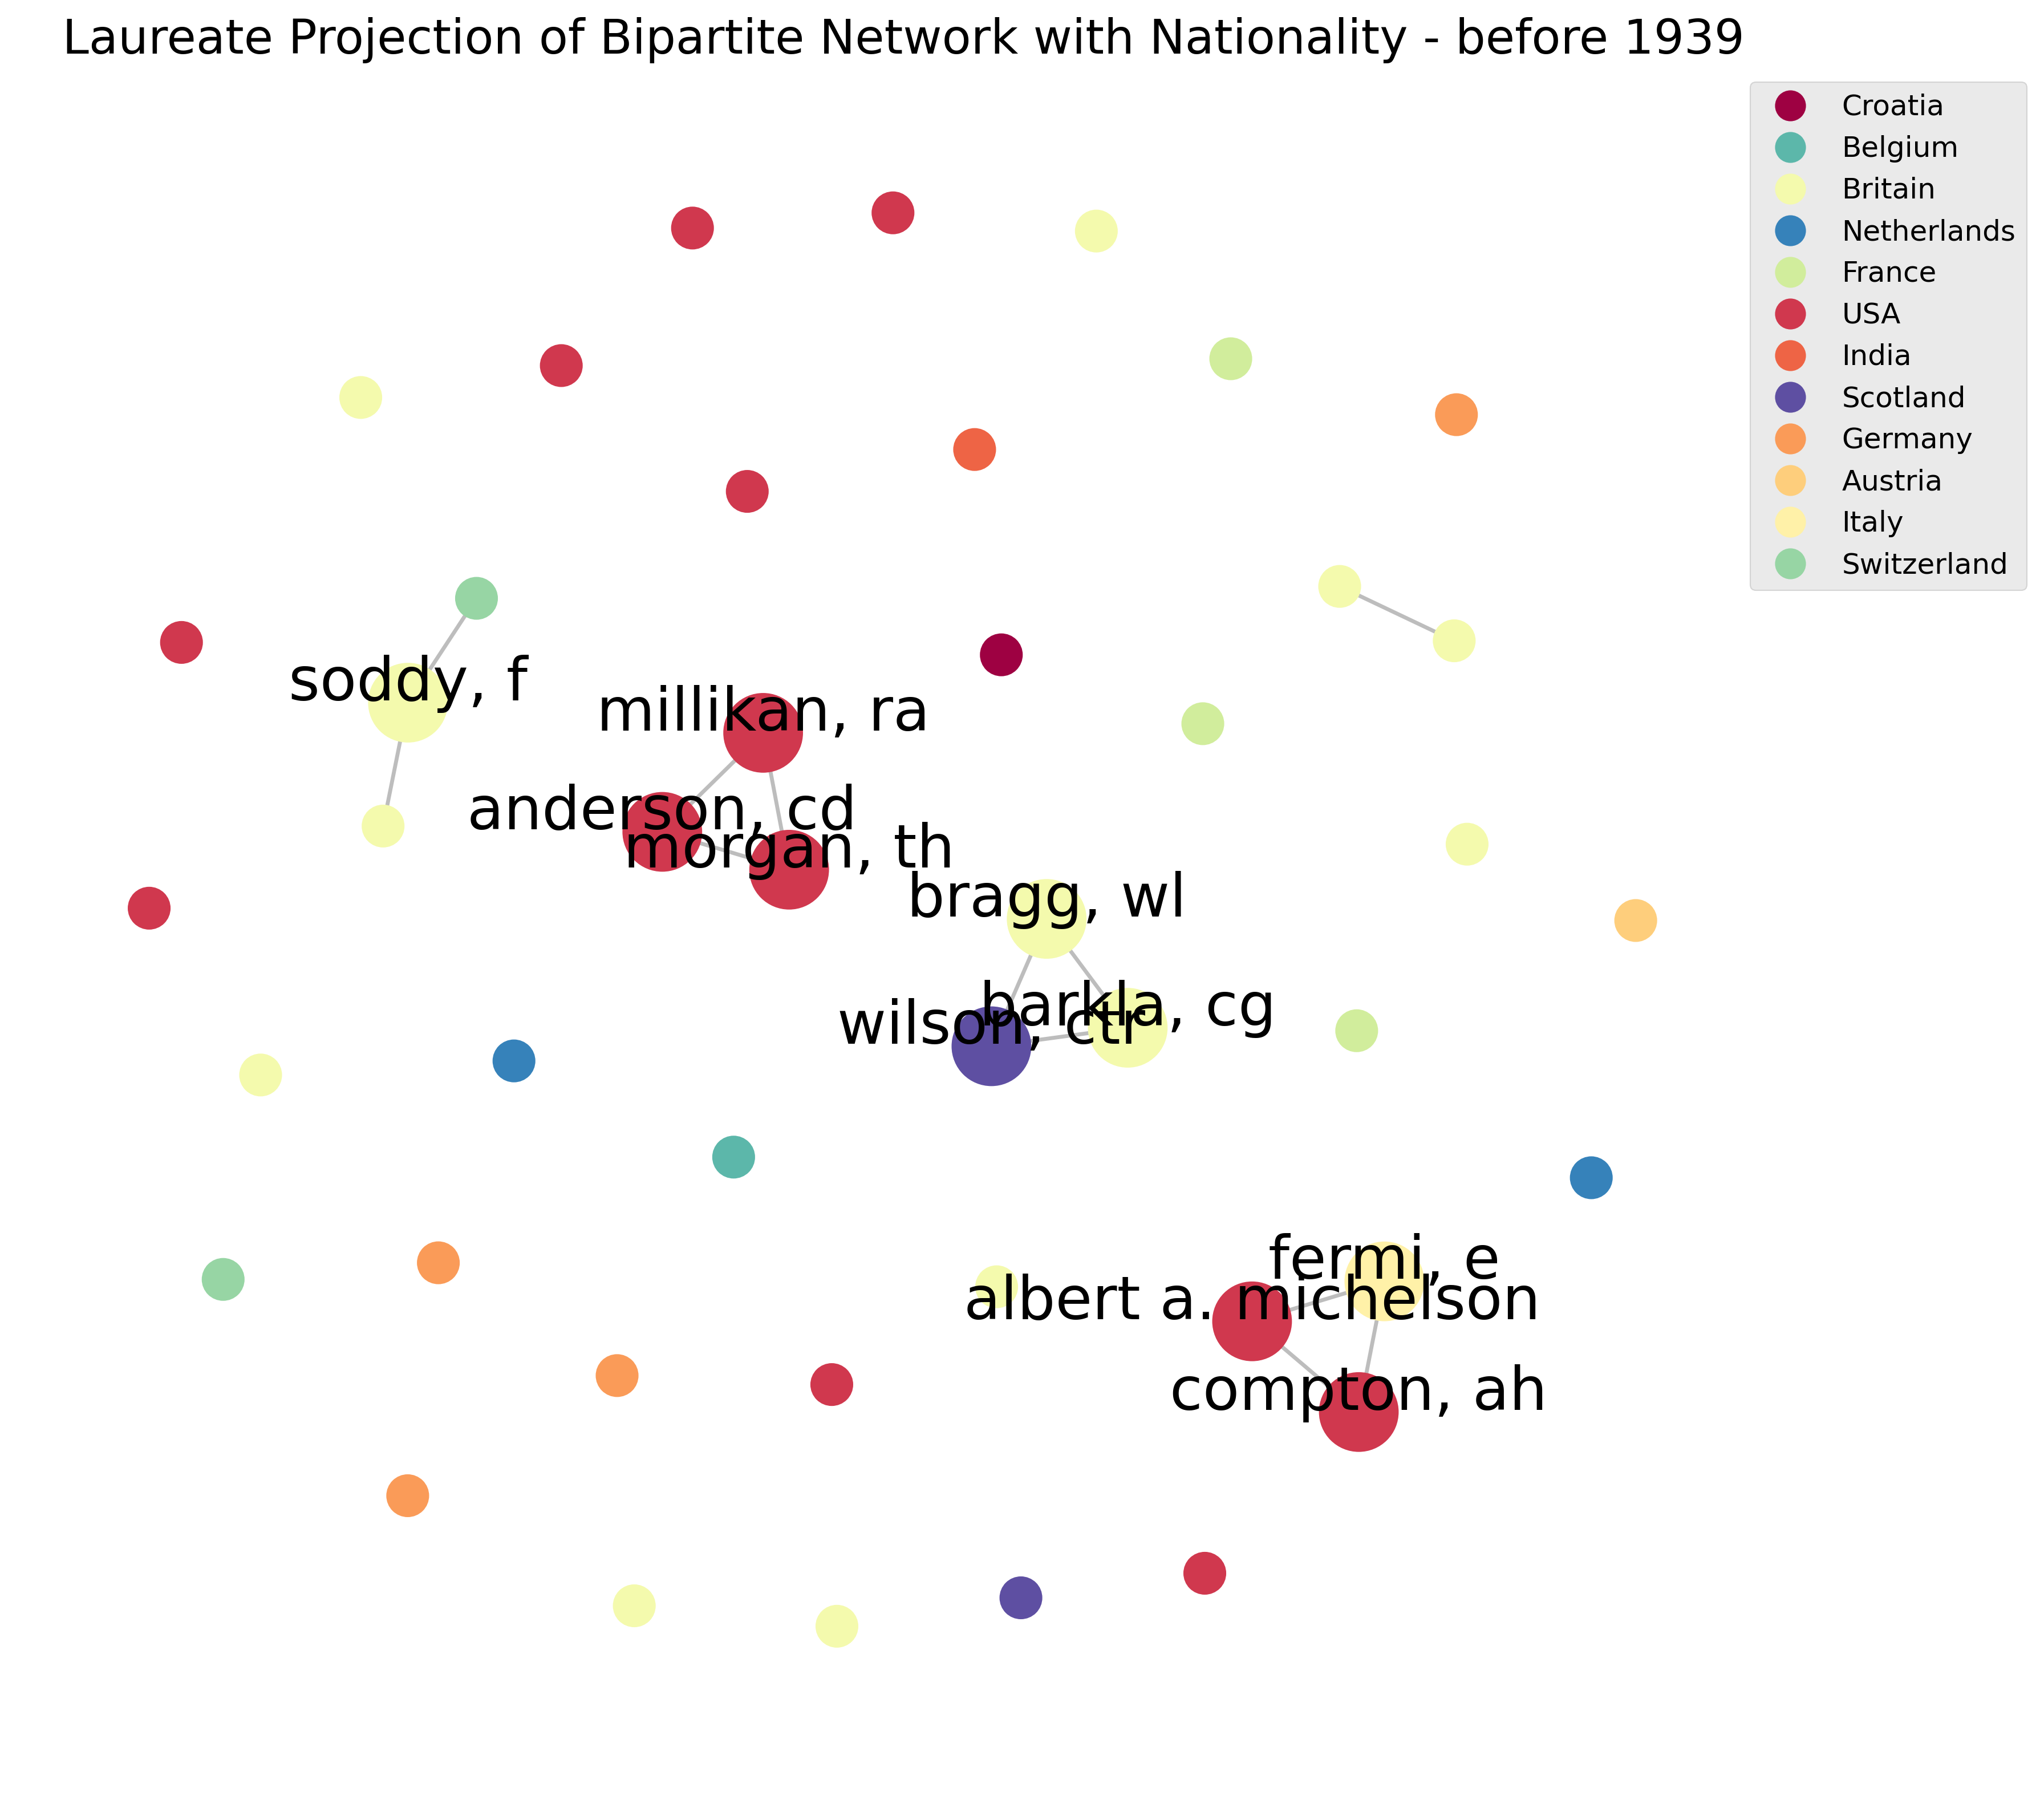 Laureate Projection of Bipartite Network with Nationality - before 1939
Croatia
Belgium
Britain
Netherlands
France
USA
India
Scotland
Germany
Austria
Italy
Switzerland
soddy, f
millikan, ra
anderson, cd
morgan, th
bragg, wl
barkla, cg
wilson, ctr
fermi, e
albert a. michelson
compton, ah